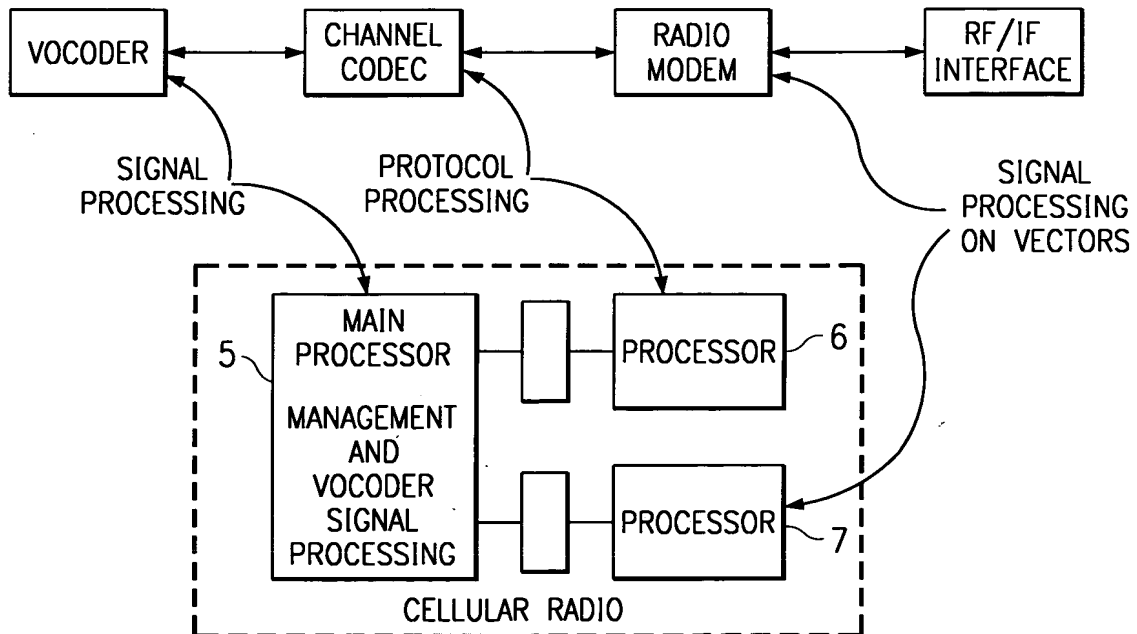 VOCODER
CHANNEL
CODEC
RADIO
MODEM
RF/IF
INTERFACE
SIGNAL
PROCESSING
PROTOCOL
PROCESSING
SIGNAL
PROCESSING
ON VECTORS
5
MAIN
PROCESSOR
MANAGEMENT
AND
VOCODER
SIGNAL
PROCESSING
PROCESSOR
6
PROCESSOR
7
CELLULAR RADIO